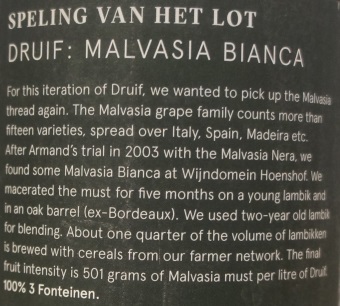 SPELING VAN HET LOT
DRUIF: MALVASIA BIANCA
For this iteration of Druif, we wanted to pick up the Malvasia
thread again. The Malvasia grape family counts more than
fifteen varieties, spread over Italy, Spain, Madeira etc.
After Armand's trial in 2003 with the Malvasia Nera, we
found some Malvasia Bianca at Wijndomein Hoenshof. We
macerated the must for five months on a young lambik and
in an oak barrel (ex-Bordeaux). We used two-year old lambik
for blending. About one quarter of the volume of lambikken
is brewed with cereals from our farmer network. The final
fruit intensity is 501 grams of Malvasia must per litre of Druif.
100% 3 Fonteinen.